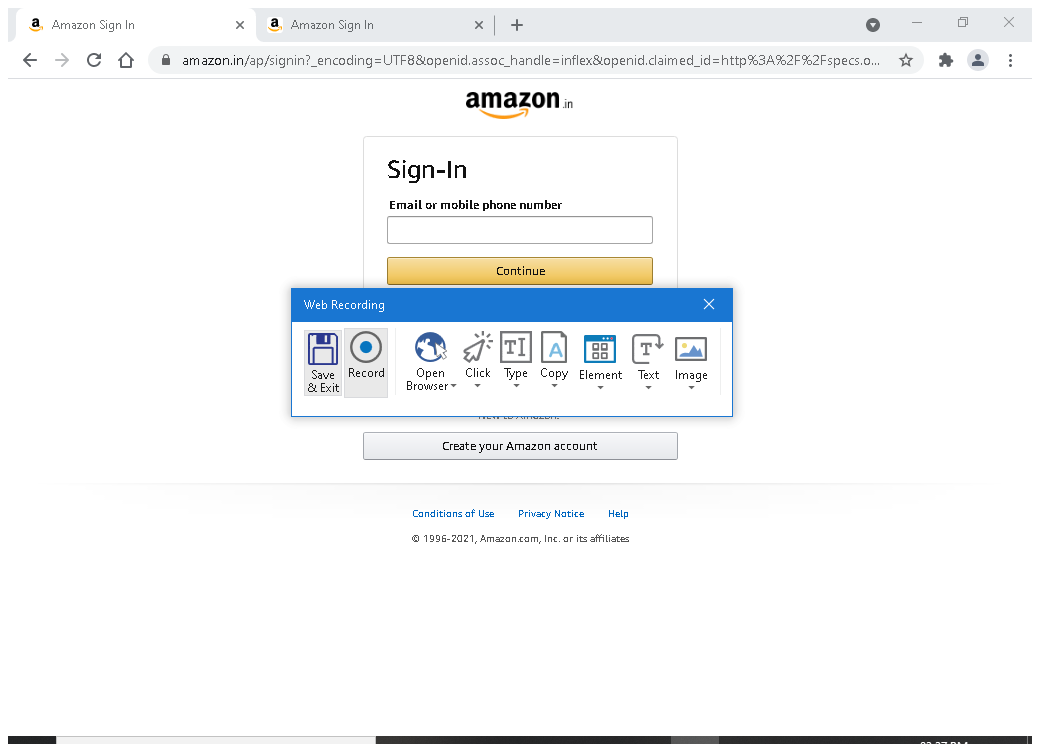 Amazon Sign In
Amazon Sign In
amazon.in/ap/signin?_encoding=UTF8&openid.assoc_handle=inflex&openid.claimed_id=http%3A%2F%2Fspecs.o...
amazon.in
Sign-In
Email or mobile phone number
Continue
Web Recording
Save & Exit
Record
Open Browser
Click
Type
Copy
Element
Text
Image
Create your Amazon account
Conditions of Use Privacy Notice Help
© 1996-2021, Amazon.com, Inc. or its affiliates